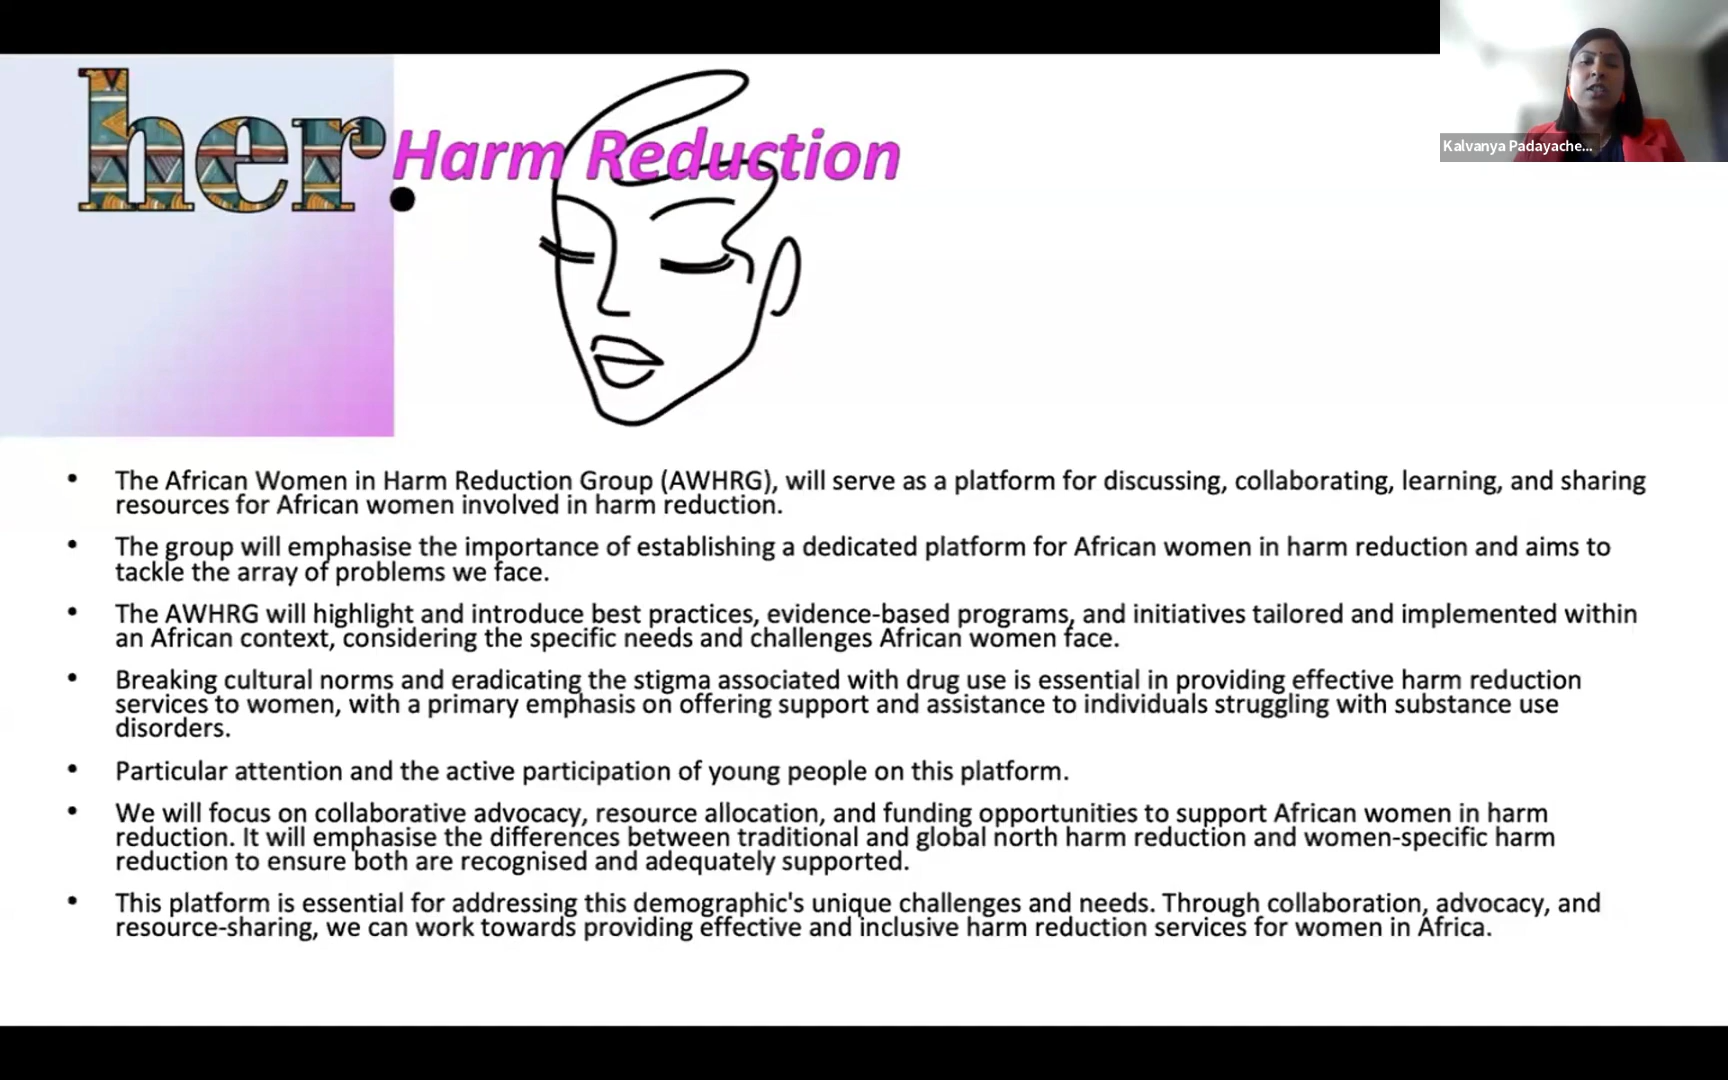 her.
Harm Reduction
Kalvanya Padayache...
• The African Women in Harm Reduction Group (AWHRG), will serve as a platform for discussing, collaborating, learning, and sharing
resources for African women involved in harm reduction.
• The group will emphasise the importance of establishing a dedicated platform for African women in harm reduction and aims to
tackle the array of problems we face.
• The AWHRG will highlight and introduce best practices, evidence-based programs, and initiatives tailored and implemented within
an African context, considering the specific needs and challenges African women face.
• Breaking cultural norms and eradicating the stigma associated with drug use is essential in providing effective harm reduction
services to women, with a primary emphasis on offering support and assistance to individuals struggling with substance use
disorders.
• Particular attention and the active participation of young people on this platform.
• We will focus on collaborative advocacy, resource allocation, and funding opportunities to support African women in harm
reduction. It will emphasise the differences between traditional and global north harm reduction and women-specific harm
reduction to ensure both are recognised and adequately supported.
• This platform is essential for addressing this demographic's unique challenges and needs. Through collaboration, advocacy, and
resource-sharing, we can work towards providing effective and inclusive harm reduction services for women in Africa.